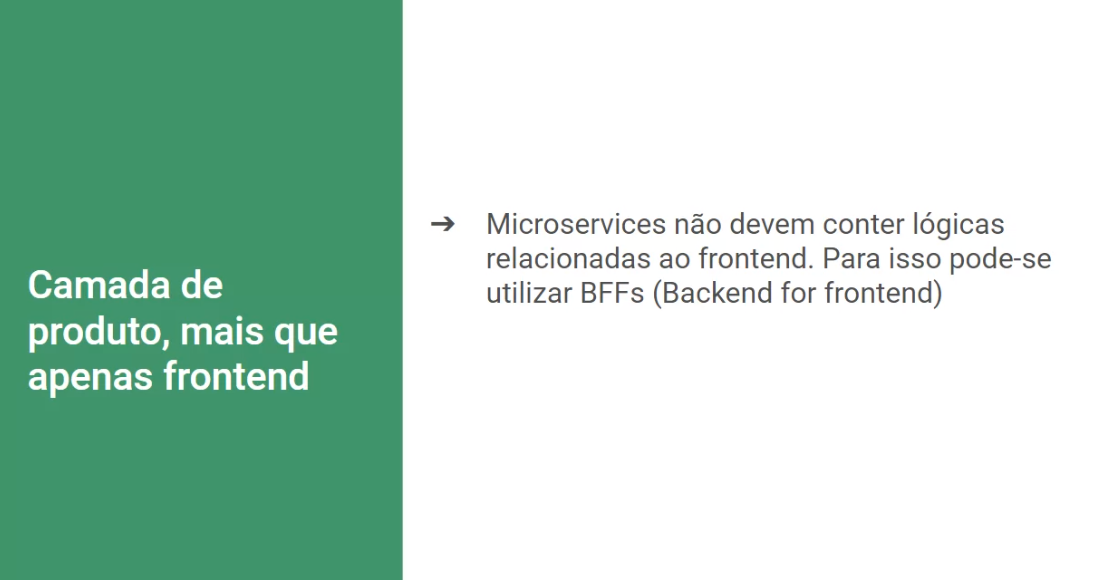 Camada de
produto, mais que
apenas frontend
➔ Microservices não devem conter lógicas
relacionadas ao frontend. Para isso pode-se
utilizar BFFs (Backend for frontend)